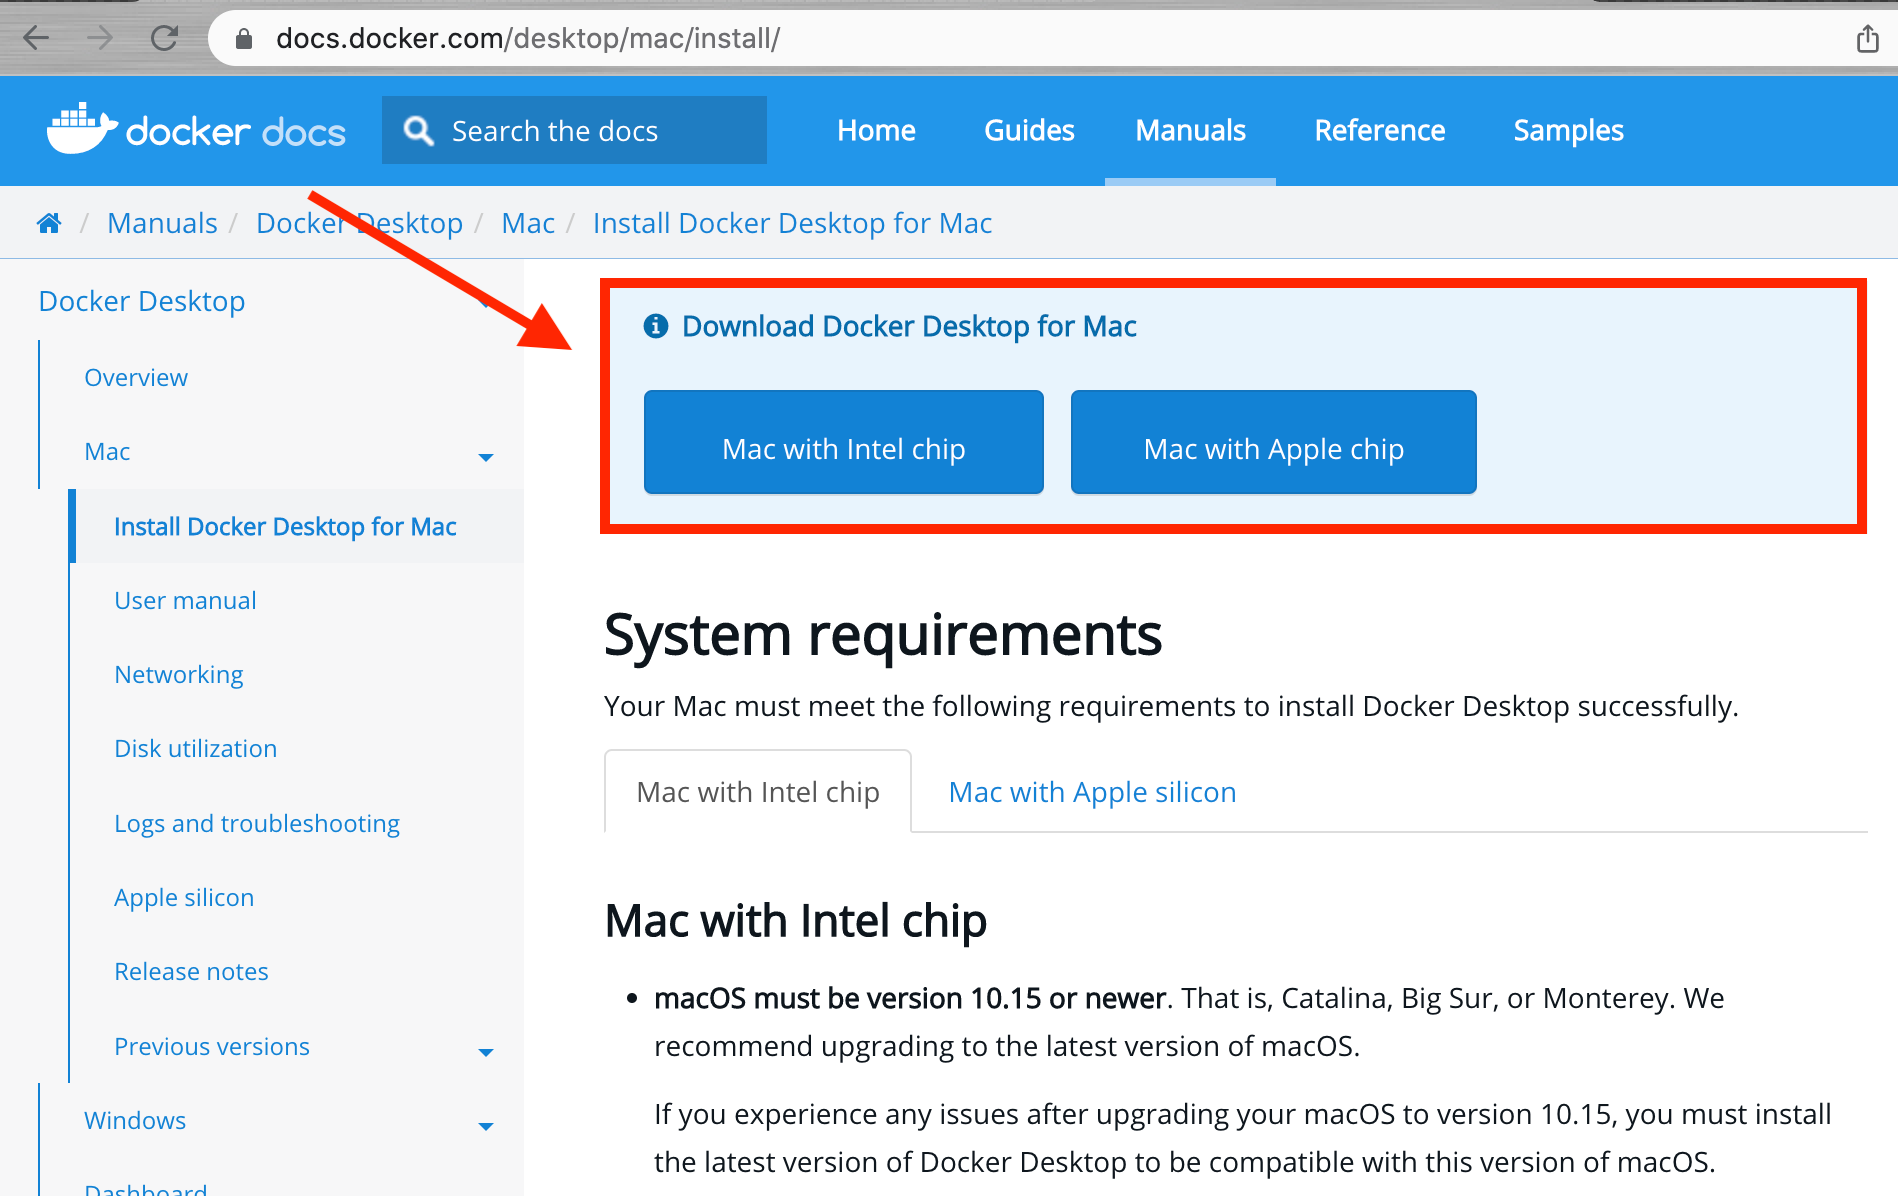 docs.docker.com/desktop/mac/install/
docker docs
Search the docs
Home
Guides
Manuals
Reference
Samples
/ Manuals / Docker Desktop / Mac / Install Docker Desktop for Mac
Docker Desktop
Overview
Mac
Install Docker Desktop for Mac
User manual
Networking
Disk utilization
Logs and troubleshooting
Apple silicon
Release notes
Previous versions
Windows
Dashboard
Download Docker Desktop for Mac
Mac with Intel chip
Mac with Apple chip
System requirements
Your Mac must meet the following requirements to install Docker Desktop successfully.
Mac with Intel chip
Mac with Apple silicon
Mac with Intel chip
• macOS must be version 10.15 or newer. That is, Catalina, Big Sur, or Monterey. We
recommend upgrading to the latest version of macOS.
If you experience any issues after upgrading your macOS to version 10.15, you must install
the latest version of Docker Desktop to be compatible with this version of macOS.